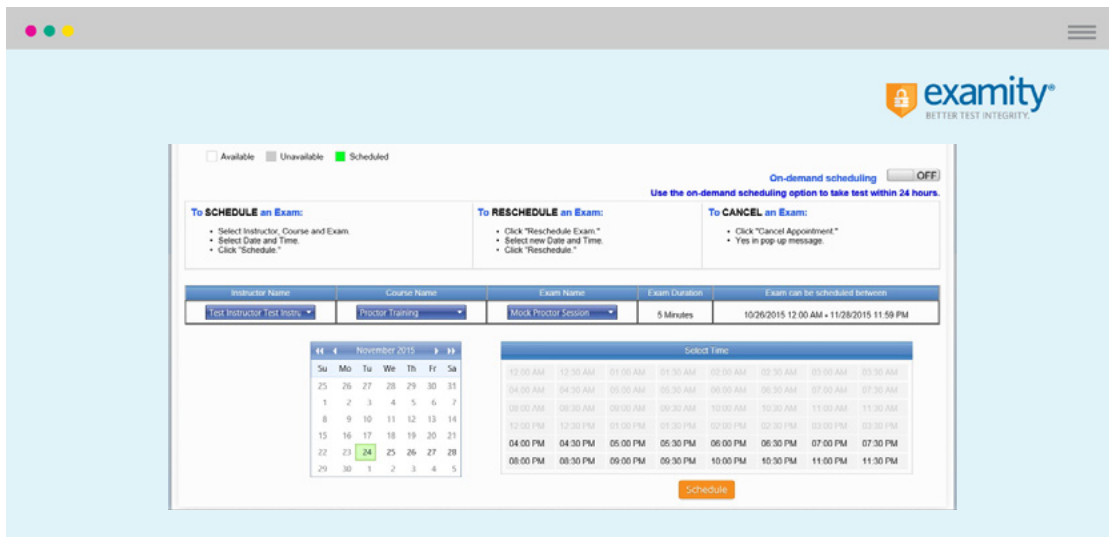 examity®
BETTER TEST INTEGRITY.
Available Unavailable Scheduled
On-demand scheduling OFF
Use the on-demand scheduling option to take test within 24 hours.
To SCHEDULE an Exam:
• Select Instructor, Course and Exam.
• Select Date and Time.
• Click "Schedule."
To RESCHEDULE an Exam:
• Click "Reschedule Exam."
• Select new Date and Time.
• Click "Reschedule."
To CANCEL an Exam:
• Click "Cancel Appointment."
• Yes in pop up message.
Instructor Name Course Name Exam Name Exam Duration Exam can be scheduled between
Test Instructor Test Instru Proctor Training Mock Proctor Session 5 Minutes 10/26/2015 12:00 AM - 11/28/2015 11:59 PM
November 2015
Su Mo Tu We Th Fr Sa
25 26 27 28 29 30 31
1 2 3 4 5 6 7
8 9 10 11 12 13 14
15 16 17 18 19 20 21
22 23 24 25 26 27 28
29 30 1 2 3 4 5
Select Time
12:00 AM 12:30 AM 01:00 AM 01:30 AM 02:00 AM 02:30 AM 03:00 AM 03:30 AM
04:00 AM 04:30 AM 05:00 AM 05:30 AM 06:00 AM 06:30 AM 07:00 AM 07:30 AM
08:00 AM 08:30 AM 09:00 AM 09:30 AM 10:00 AM 10:30 AM 11:00 AM 11:30 AM
12:00 PM 12:30 PM 01:00 PM 01:30 PM 02:00 PM 02:30 PM 03:00 PM 03:30 PM
04:00 PM 04:30 PM 05:00 PM 05:30 PM 06:00 PM 06:30 PM 07:00 PM 07:30 PM
08:00 PM 08:30 PM 09:00 PM 09:30 PM 10:00 PM 10:30 PM 11:00 PM 11:30 PM
Schedule